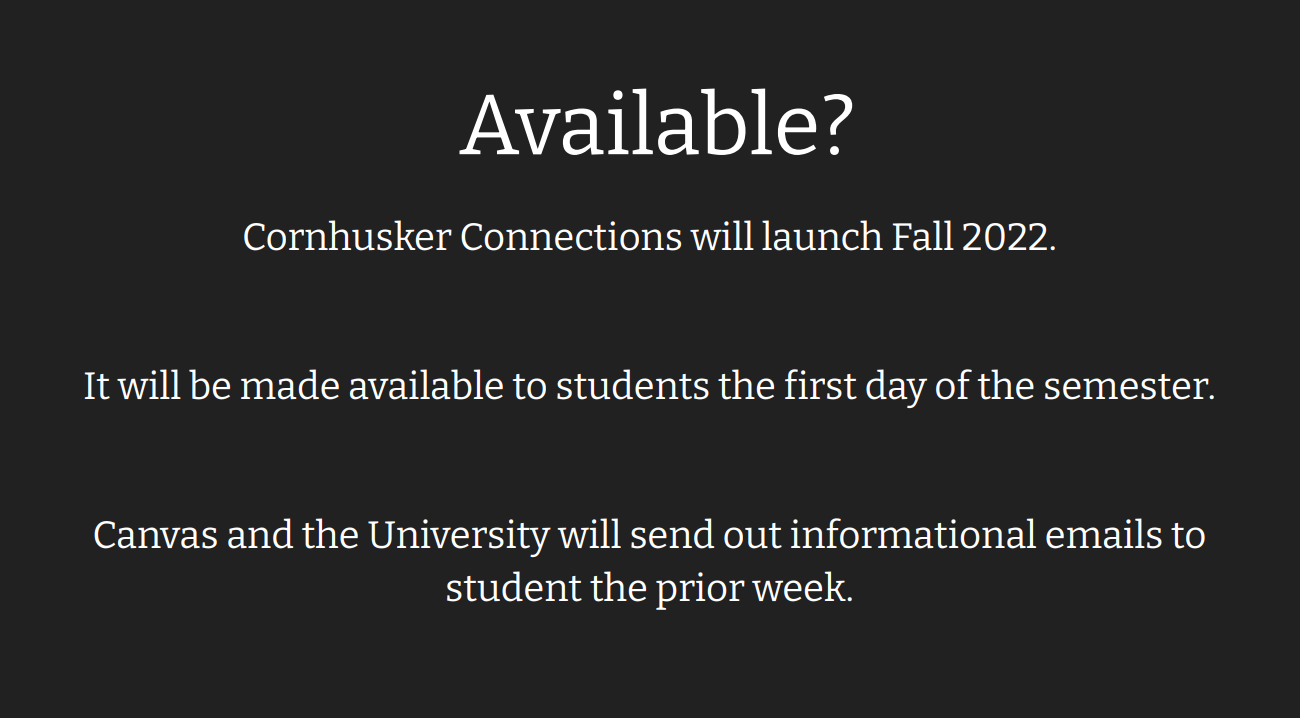 Available?
Cornhusker Connections will launch Fall 2022.
It will be made available to students the first day of the semester.
Canvas and the University will send out informational emails to
student the prior week.